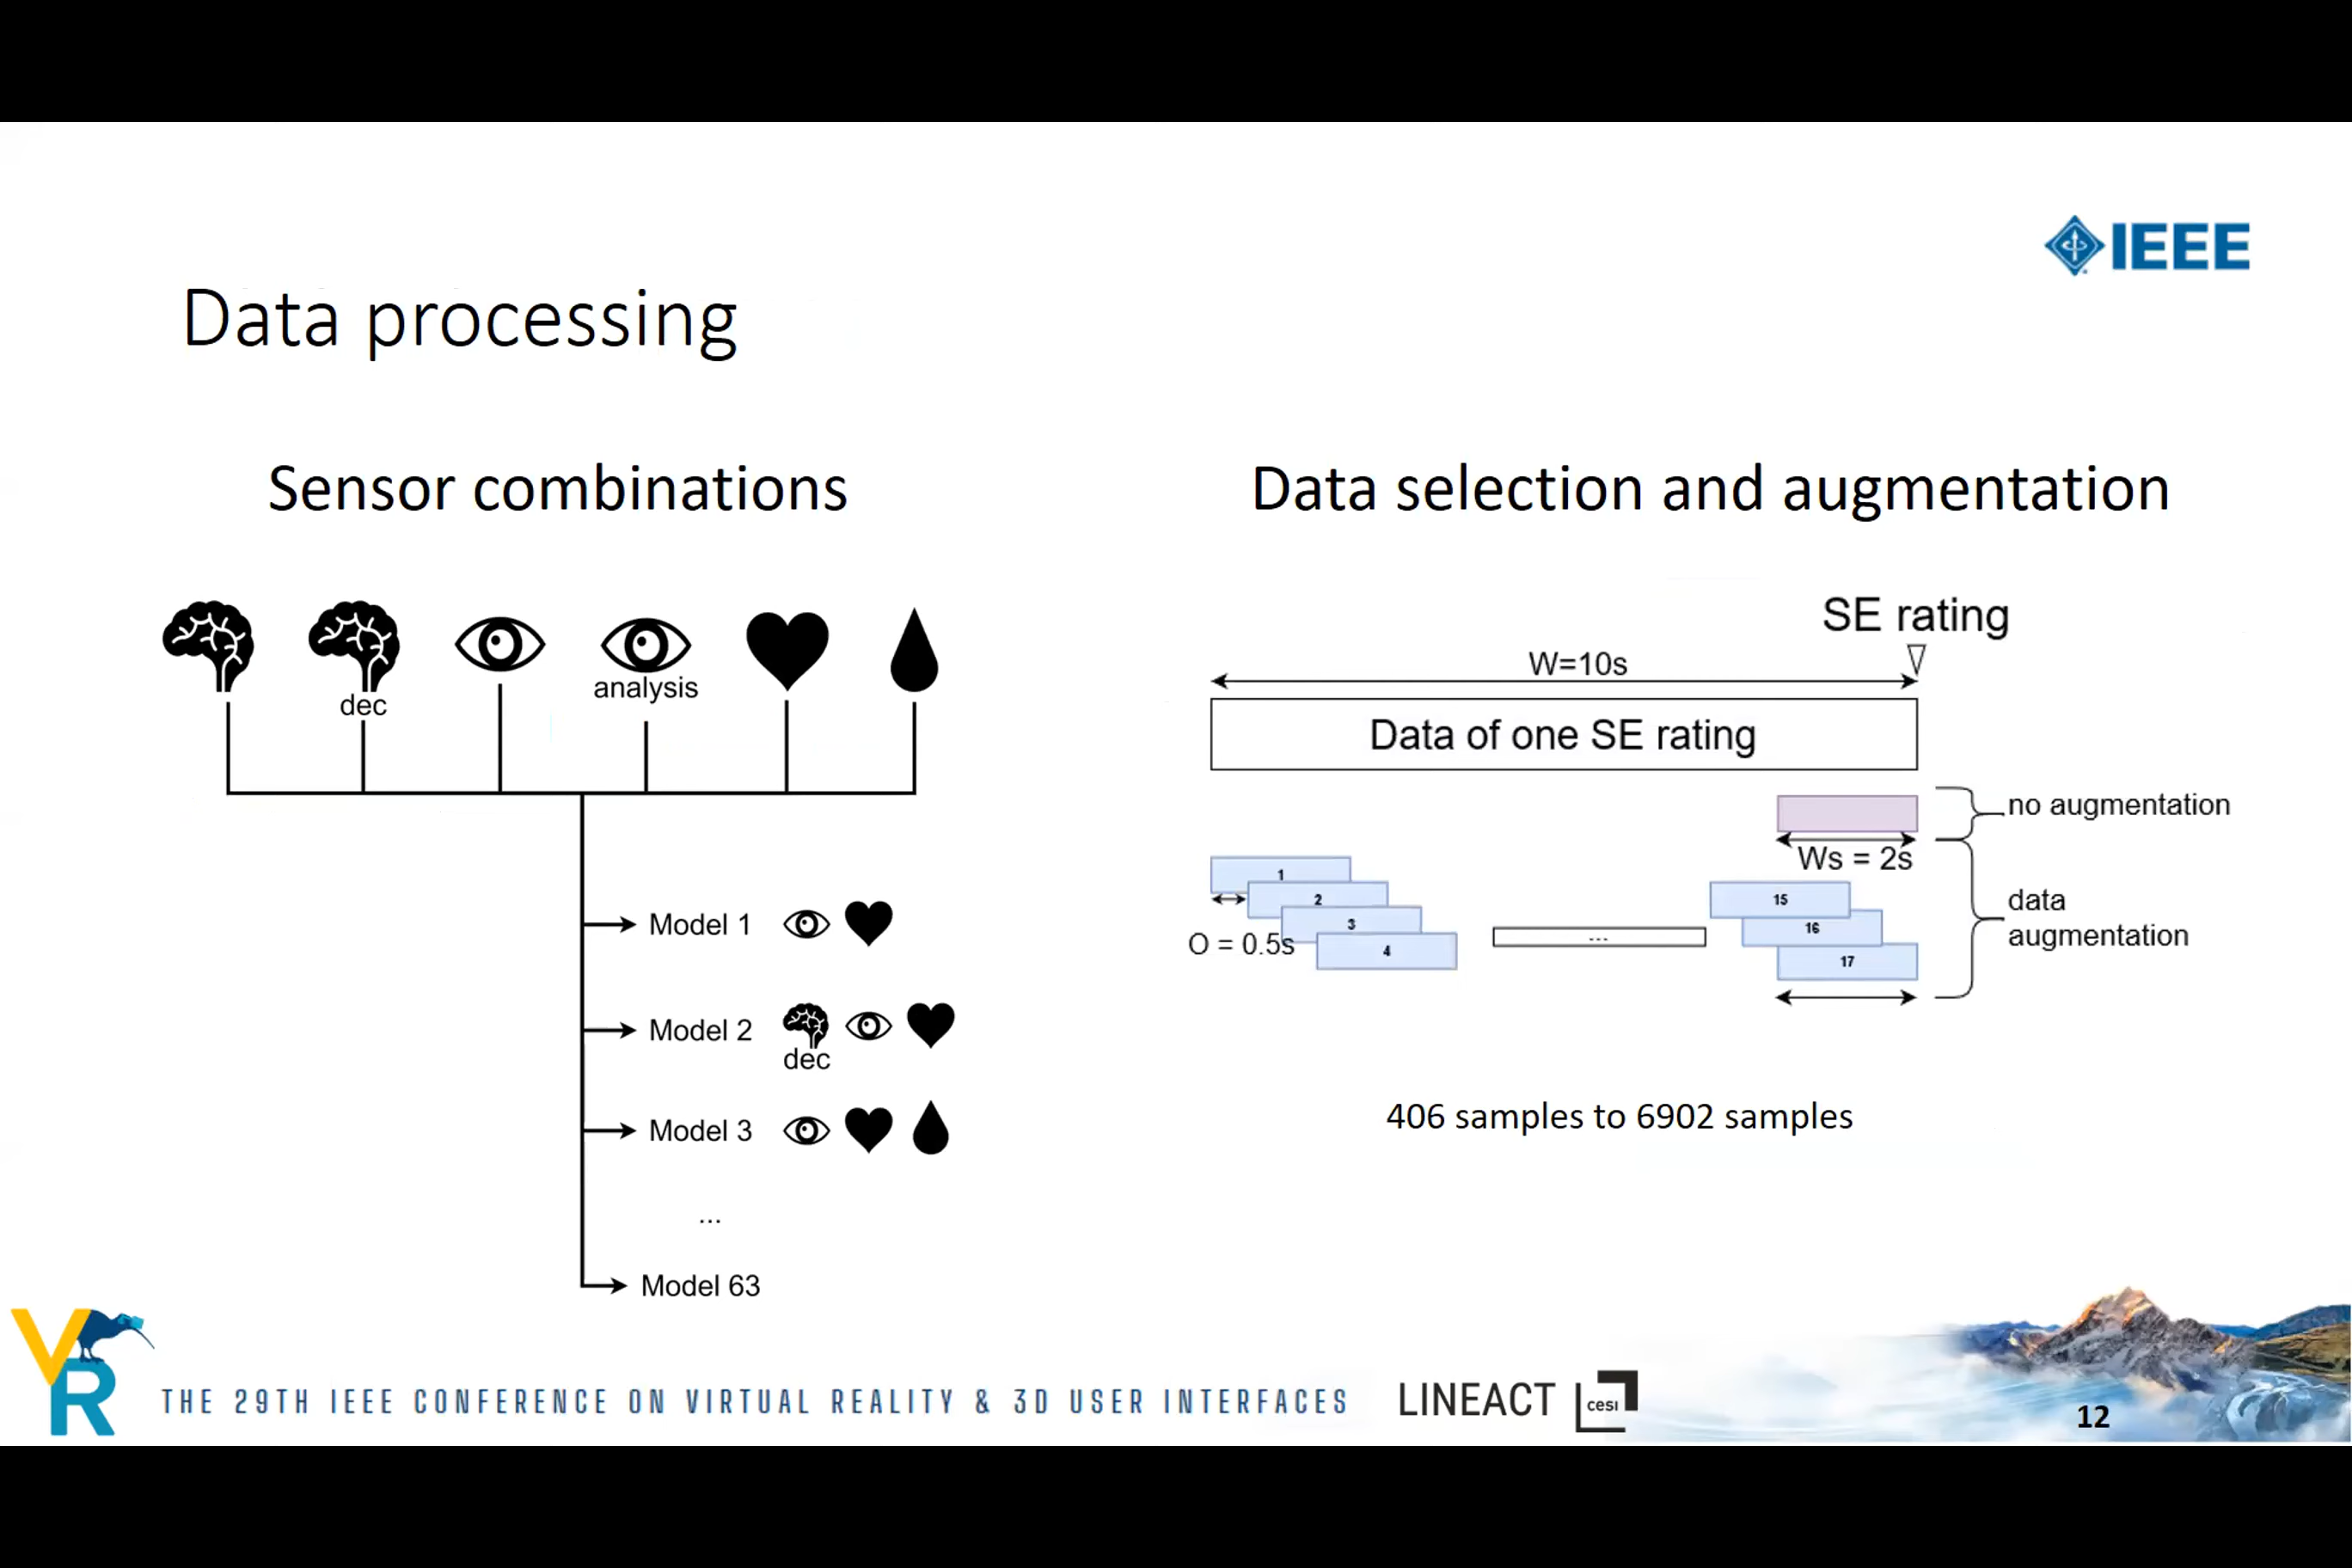 IEEE
Data processing
Sensor combinations
dec
analysis
Model 1
Model 2
dec
Model 3
...
Model 63
Data selection and augmentation
SE rating
W=10s
Data of one SE rating
no augmentation
Ws = 2s
1
2
3
4
O = 0.5s
...
15
16
17
data
augmentation
406 samples to 6902 samples
VR
THE 29TH IEEE CONFERENCE ON VIRTUAL REALITY & 3D USER INTERFACES
LINEACT
cesi
12